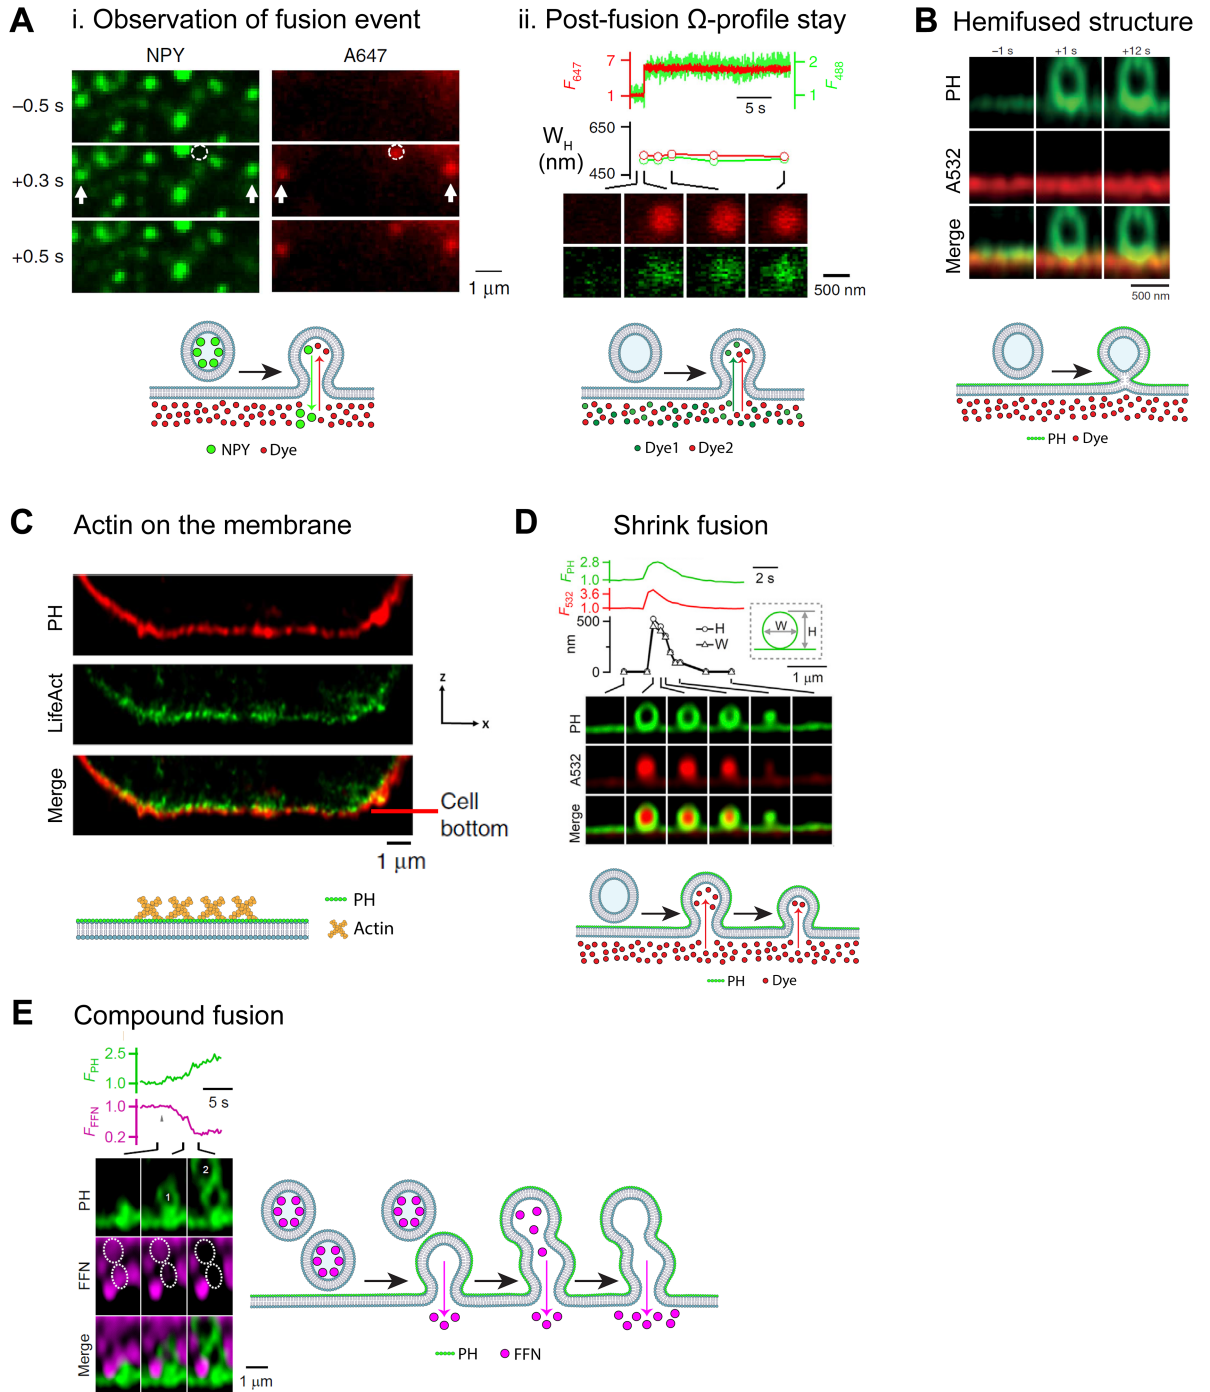 A
i. Observation of fusion event
NPY
A647
−0.5 s
+0.3 s
+0.5 s
1 µm
NPY
Dye
ii. Post-fusion Ω-profile stay
F647
7
1
2
1
F488
5 s
WH
(nm)
650
450
500 nm
Dye1
Dye2
B
Hemifused structure
−1 s
+1 s
+12 s
PH
A532
Merge
500 nm
PH
Dye
C
Actin on the membrane
PH
LifeAct
Merge
z
x
Cell
bottom
1 µm
PH
Actin
D
Shrink fusion
FPH
2.8
1.0
2 s
F532
3.6
1.0
500
nm
0
H
W
W
H
1 µm
PH
A532
Merge
PH
Dye
E
Compound fusion
FPH
2.5
1.0
5 s
FFFN
1.0
0.2
PH
1
2
FFN
Merge
1 µm
PH
FFN